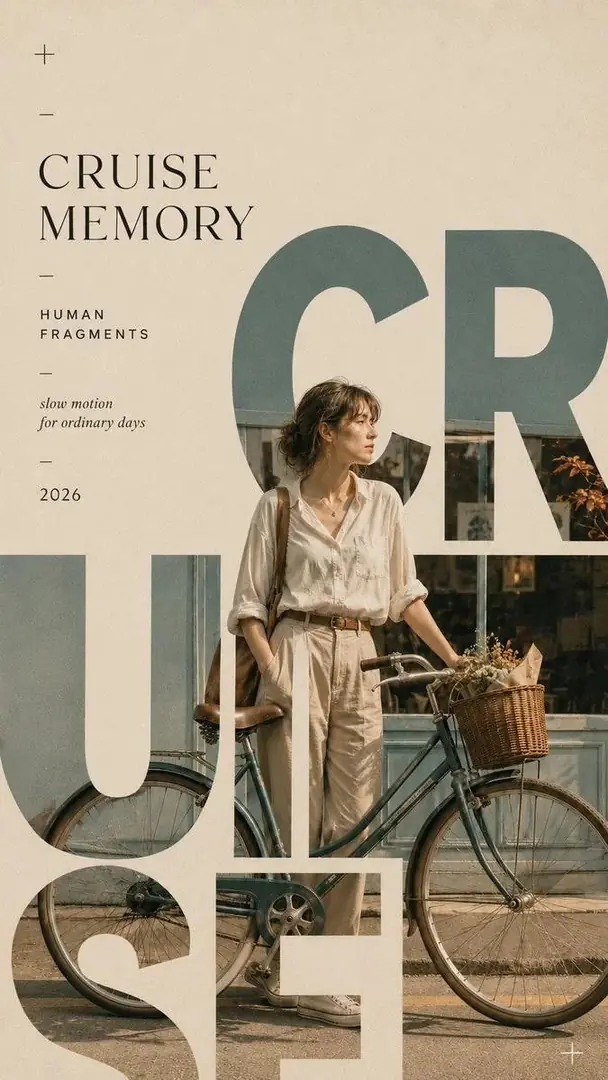 CRUISE
MEMORY
HUMAN
FRAGMENTS
slow motion
for ordinary days
2026
CR
UI
SE